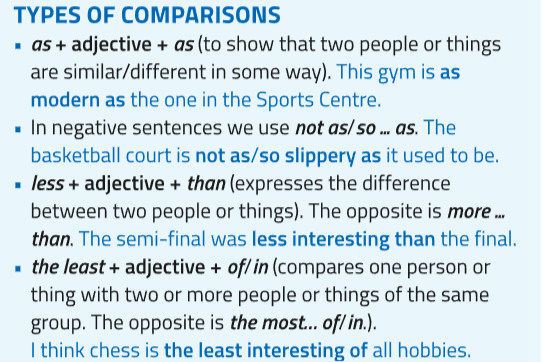 TYPES OF COMPARISONS
▪ as + adjective + as (to show that two people or things
are similar/different in some way). This gym is as
modern as the one in the Sports Centre.
▪ In negative sentences we use not as/so ... as. The
basketball court is not as/so slippery as it used to be.
▪ less + adjective + than (expresses the difference
between two people or things). The opposite is more ...
than. The semi-final was less interesting than the final.
▪ the least + adjective + of/in (compares one person or
thing with two or more people or things of the same
group. The opposite is the most... of/in.).
I think chess is the least interesting of all hobbies.